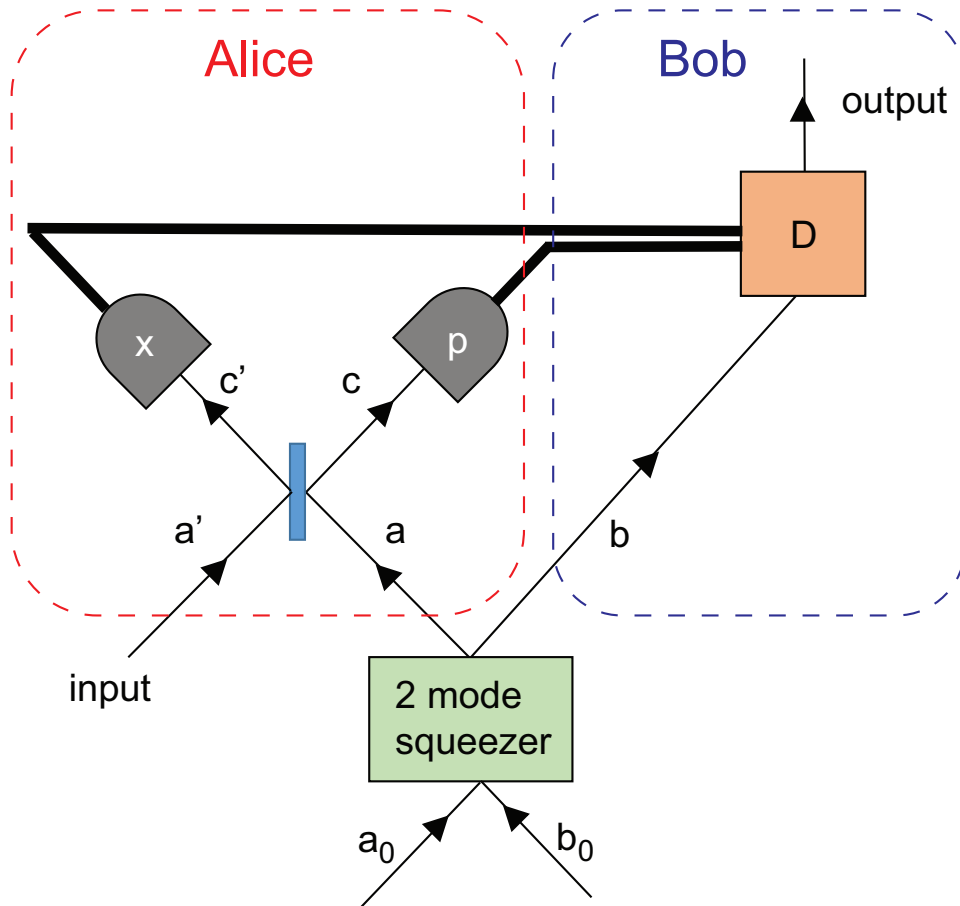 Alice
Bob
output
D
x
p
c'
c
a'
a
b
input
2 mode
squeezer
a0
b0